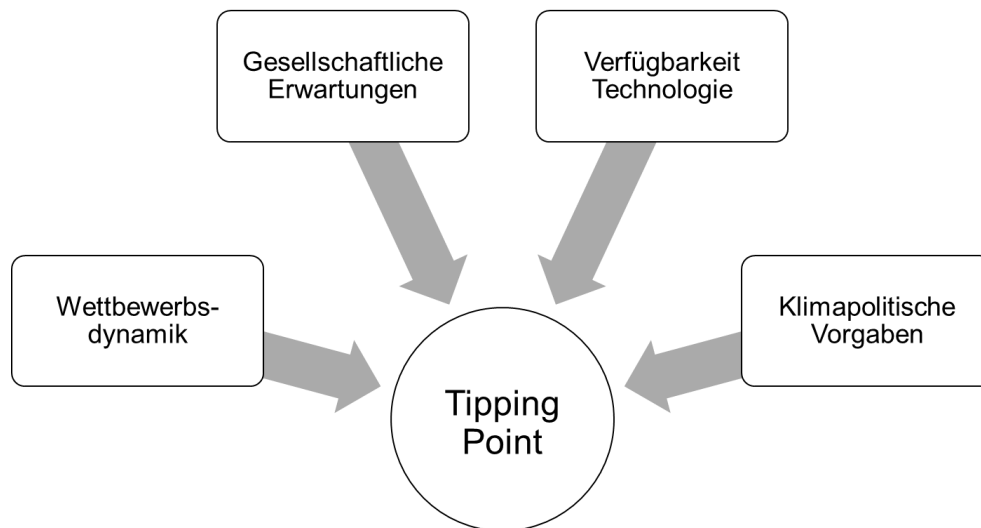 Gesellschaftliche
Erwartungen
Verfügbarkeit
Technologie
Wettbewerbs-
dynamik
Klimapolitische
Vorgaben
Tipping
Point